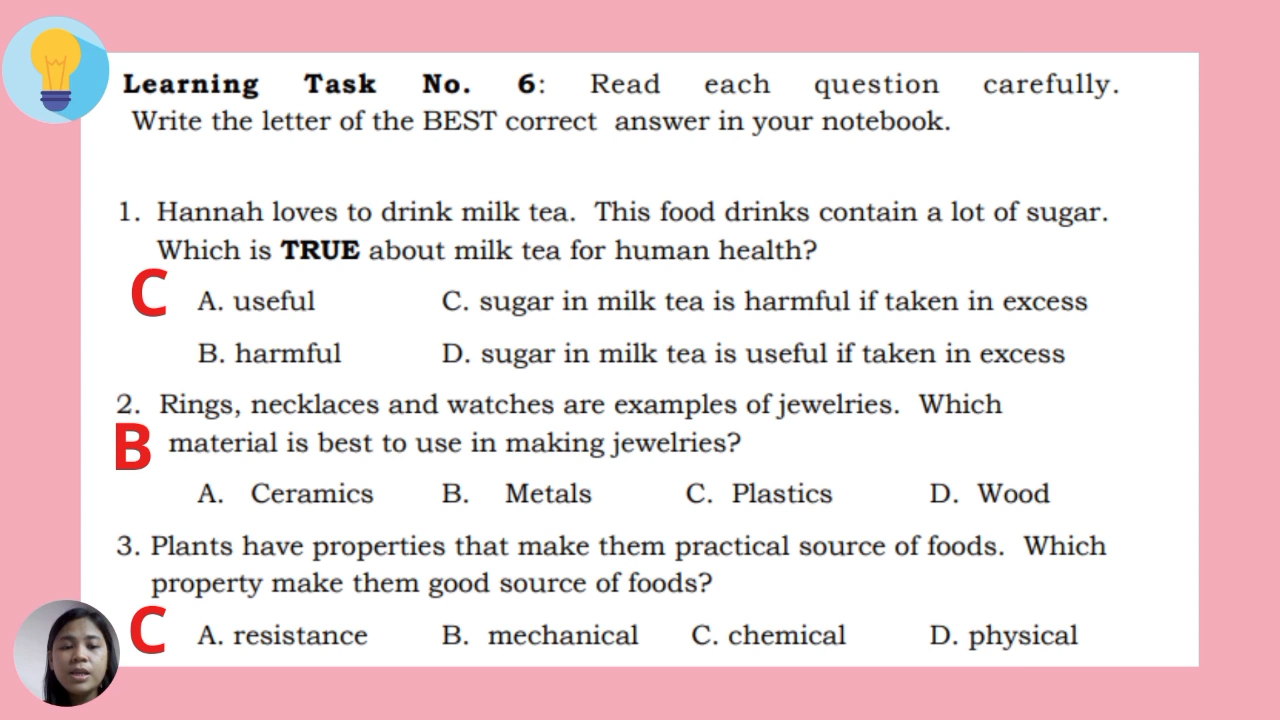 Learning Task No. 6: Read each question carefully.
Write the letter of the BEST correct answer in your notebook.
1. Hannah loves to drink milk tea. This food drinks contain a lot of sugar.
Which is TRUE about milk tea for human health?
C A. useful C. sugar in milk tea is harmful if taken in excess
B. harmful D. sugar in milk tea is useful if taken in excess
2. Rings, necklaces and watches are examples of jewelries. Which
B material is best to use in making jewelries?
A. Ceramics B. Metals C. Plastics D. Wood
3. Plants have properties that make them practical source of foods. Which
property make them good source of foods?
C A. resistance B. mechanical C. chemical D. physical